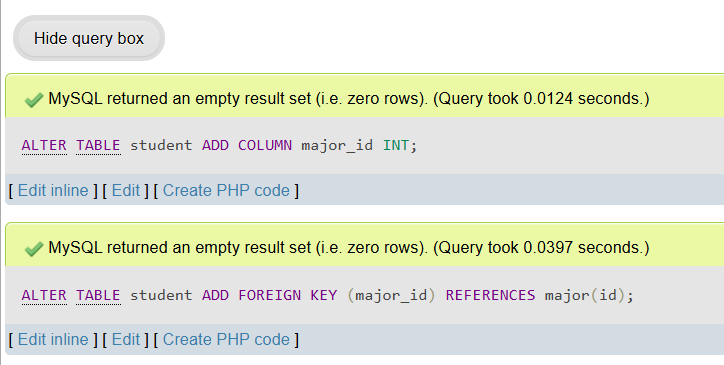 Hide query box
MySQL returned an empty result set (i.e. zero rows). (Query took 0.0124 seconds.)
ALTER TABLE student ADD COLUMN major_id INT;
[ Edit inline ] [ Edit ] [ Create PHP code ]
MySQL returned an empty result set (i.e. zero rows). (Query took 0.0397 seconds.)
ALTER TABLE student ADD FOREIGN KEY (major_id) REFERENCES major(id);
[ Edit inline ] [ Edit ] [ Create PHP code ]